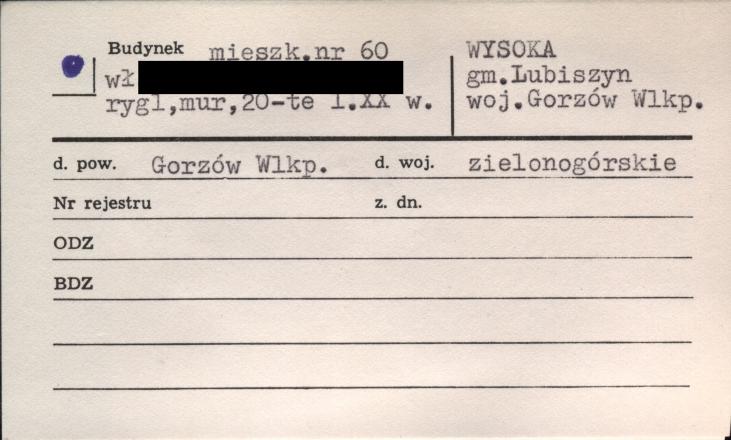 Budynek mieszk.nr 60
wł
rygl,mur,20-te l.XX w.
WYSOKA
gm.Lubiszyn
woj.Gorzów Wlkp.
d. pow. Gorzów Wlkp. d. woj. zielonogórskie
Nr rejestru z. dn.
ODZ
BDZ